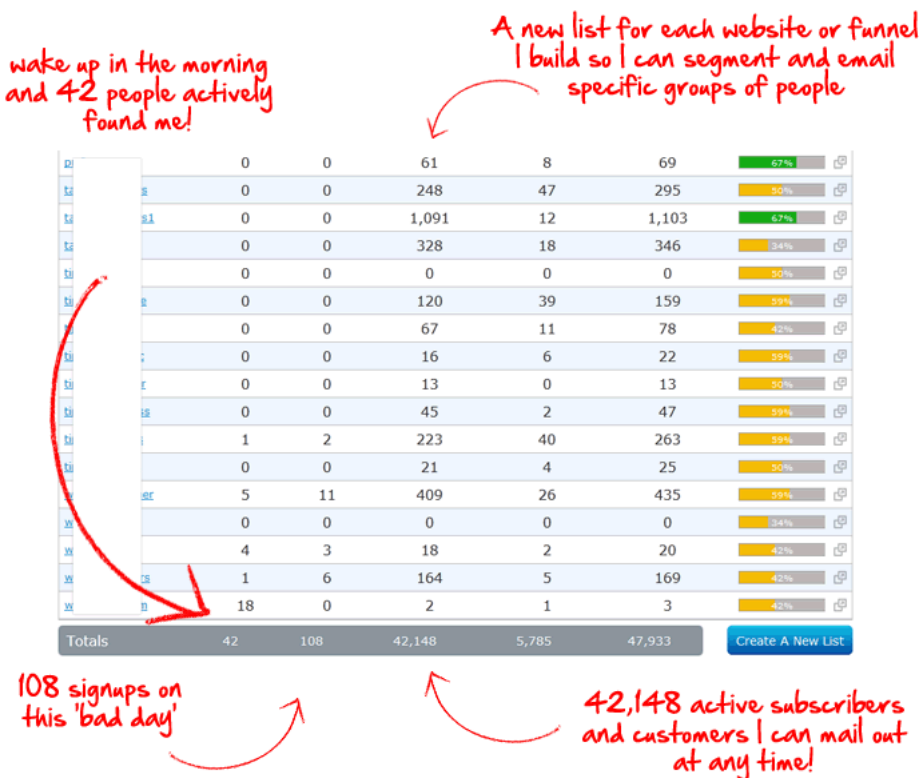 A new list for each website or funnel
I build so I can segment and email
specific groups of people
wake up in the morning
and 42 people actively
found me!
0 0 61 8 69 67%
s 0 0 248 47 295 50%
s1 0 0 1,091 12 1,103 67%
0 0 328 18 346 34%
0 0 0 0 0 50%
e 0 0 120 39 159 59%
0 0 67 11 78 42%
0 0 16 6 22 59%
r 0 0 13 0 13 50%
ss 0 0 45 2 47 59%
1 2 223 40 263 59%
0 0 21 4 25 50%
er 5 11 409 26 435 59%
0 0 0 0 0 34%
4 3 18 2 20 42%
rs 1 6 164 5 169 42%
18 0 2 1 3 42%
Totals 42 108 42,148 5,785 47,933 Create A New List
108 signups on
this 'bad day'
42,148 active subscribers
and customers I can mail out
at any time!